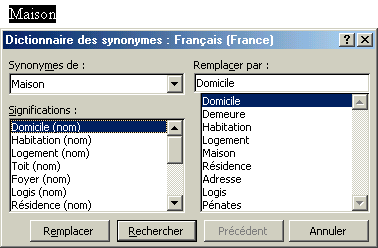 Maison
Dictionnaire des synonymes : Français (France)
Synonymes de :
Maison
Significations :
Domicile (nom)
Habitation (nom)
Logement (nom)
Toit (nom)
Foyer (nom)
Logis (nom)
Résidence (nom)
Remplacer par :
Domicile
Domicile
Demeure
Habitation
Logement
Maison
Résidence
Adresse
Logis
Pénates
Remplacer
Rechercher
Précédent
Annuler